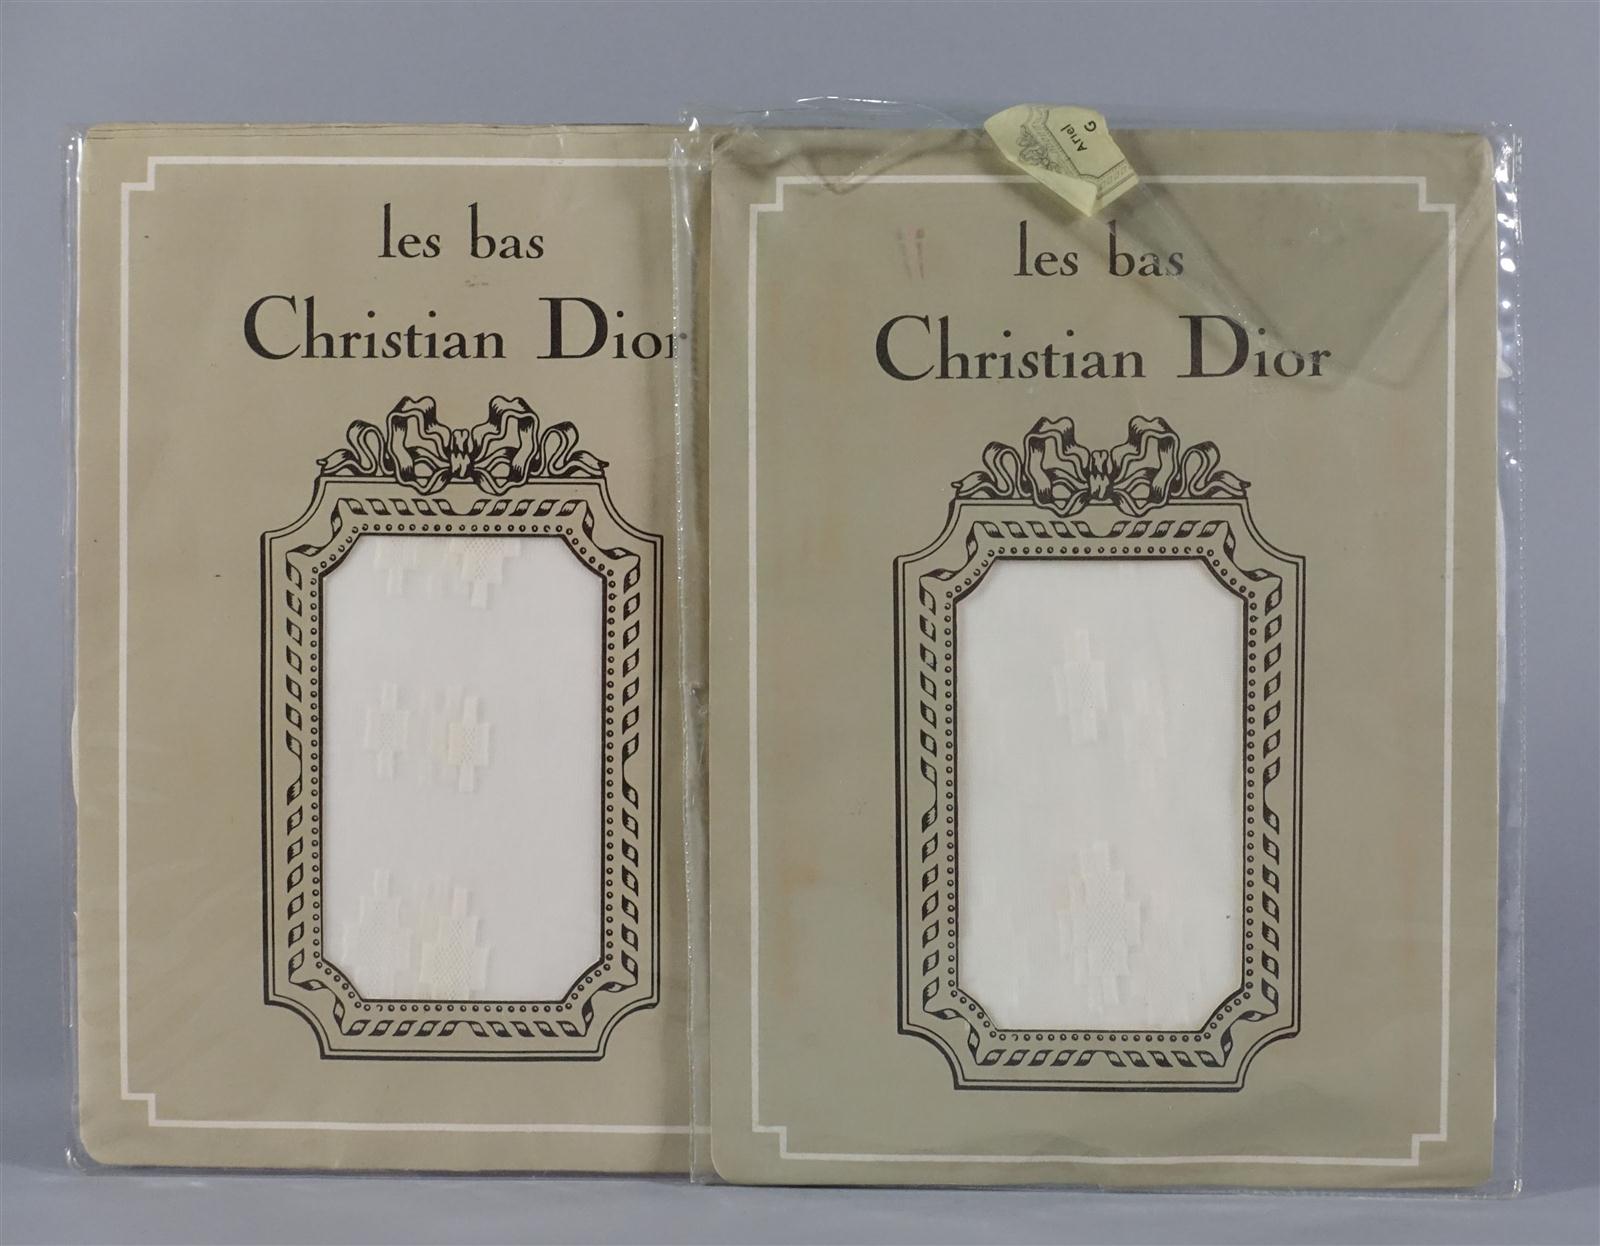 les bas
Christian Dior
les bas
Christian Dior
Ariel
G